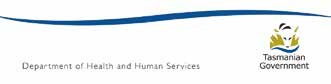 Department of Health and Human Services
Tasmanian
Government